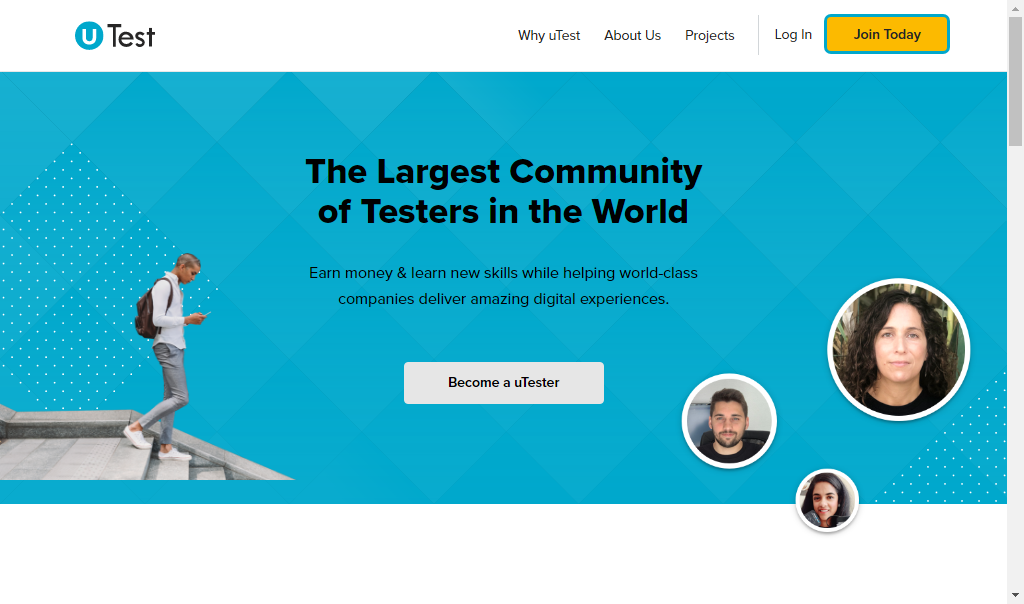 uTest
Why uTest
About Us
Projects
Log In
Join Today
The Largest Community
of Testers in the World
Earn money & learn new skills while helping world-class
companies deliver amazing digital experiences.
Become a uTester